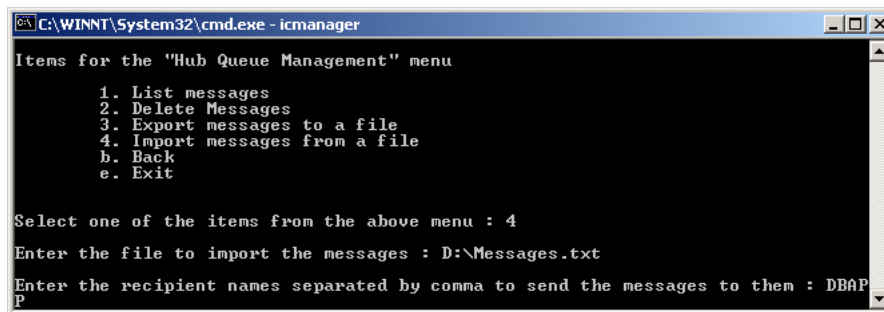 C:\WINNT\System32\cmd.exe - icmanager
Items for the "Hub Queue Management" menu
1. List messages
2. Delete Messages
3. Export messages to a file
4. Import messages from a file
b. Back
e. Exit
Select one of the items from the above menu : 4
Enter the file to import the messages : D:\Messages.txt
Enter the recipient names separated by comma to send the messages to them : DBAP
P